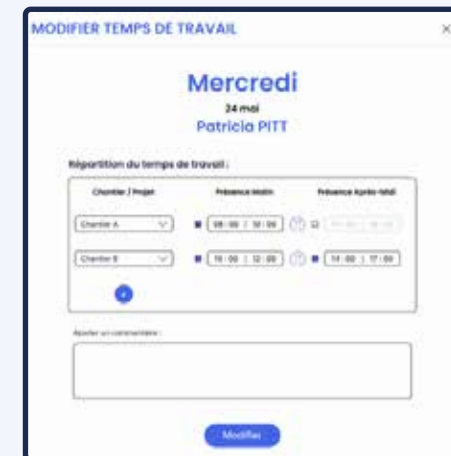 MODIFIER TEMPS DE TRAVAIL
Mercredi
24 mai
Patricia PITT
Répartition du temps de travail :
Chantier / Projet Présence Matin Présence Après-Midi
Chantier A 08 : 00 | 10 : 00
Chantier B 10 : 00 | 12 : 00 14 : 00 | 17 : 00
Ajouter un commentaire :
Modifier